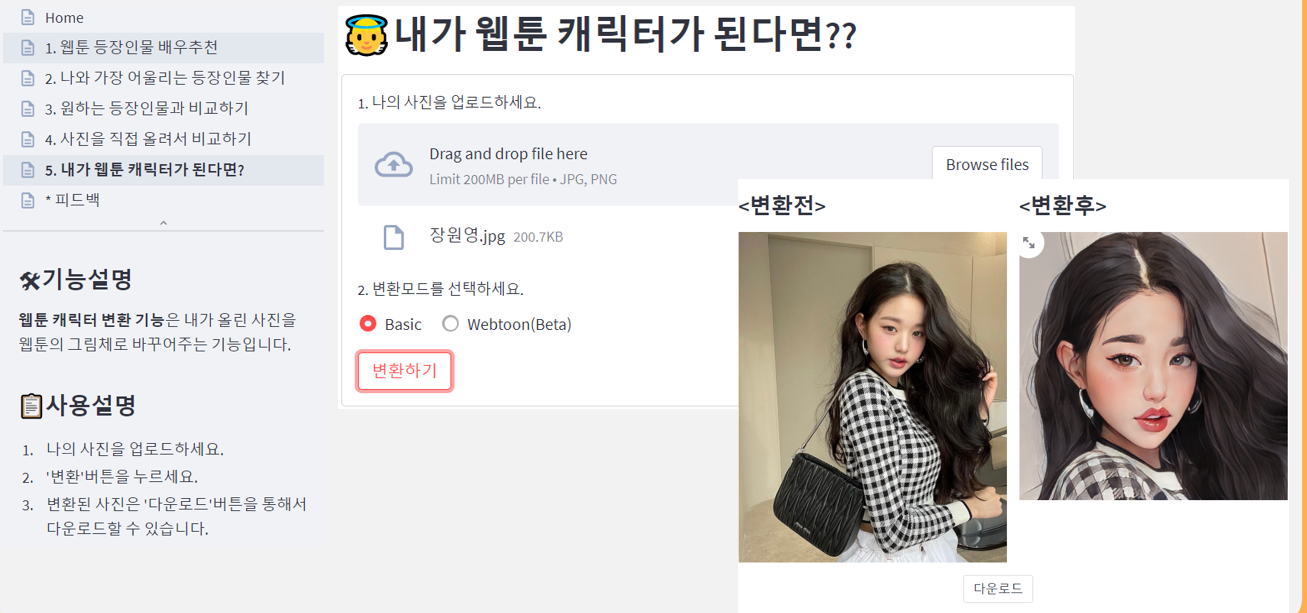 Home
1. 웹툰 등장인물 배우추천
2. 나와 가장 어울리는 등장인물 찾기
3. 원하는 등장인물과 비교하기
4. 사진을 직접 올려서 비교하기
5. 내가 웹툰 캐릭터가 된다면?
* 피드백
🛠기능설명
웹툰 캐릭터 변환 기능은 내가 올린 사진을
웹툰의 그림체로 바꾸어주는 기능입니다.
📋사용설명
1. 나의 사진을 업로드하세요.
2. '변환'버튼을 누르세요.
3. 변환된 사진은 '다운로드'버튼을 통해서
다운로드할 수 있습니다.
😇내가 웹툰 캐릭터가 된다면??
1. 나의 사진을 업로드하세요.
Drag and drop file here
Limit 200MB per file • JPG, PNG
Browse files
장원영.jpg 200.7KB
2. 변환모드를 선택하세요.
Basic Webtoon(Beta)
변환하기
<변환전> <변환후>
다운로드